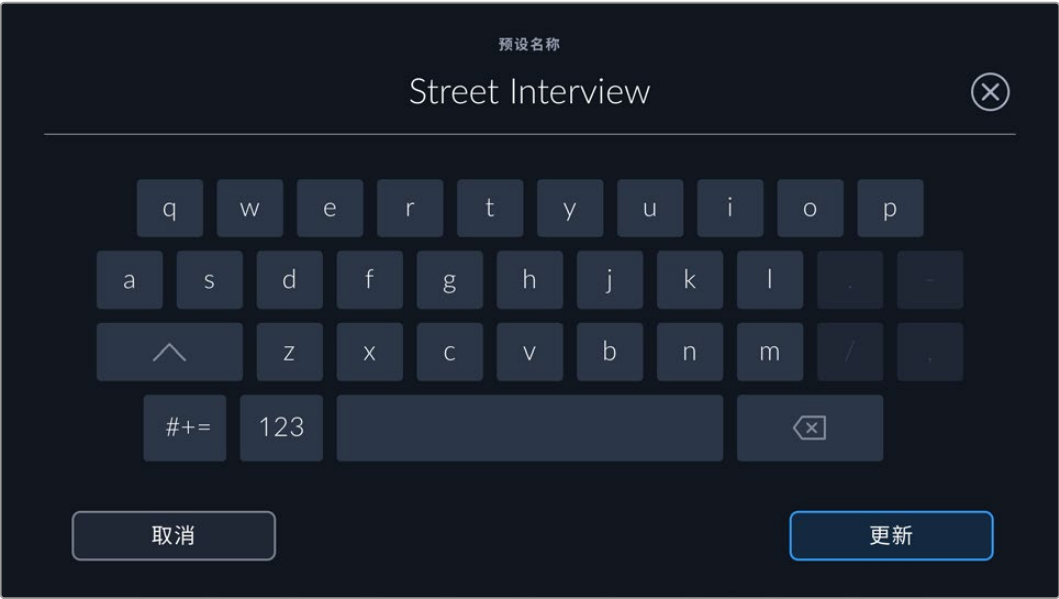 预设名称
Street Interview
q w e r t y u i o p
a s d f g h j k l . –
z x c v b n m / ,
#+= 123
取消 更新